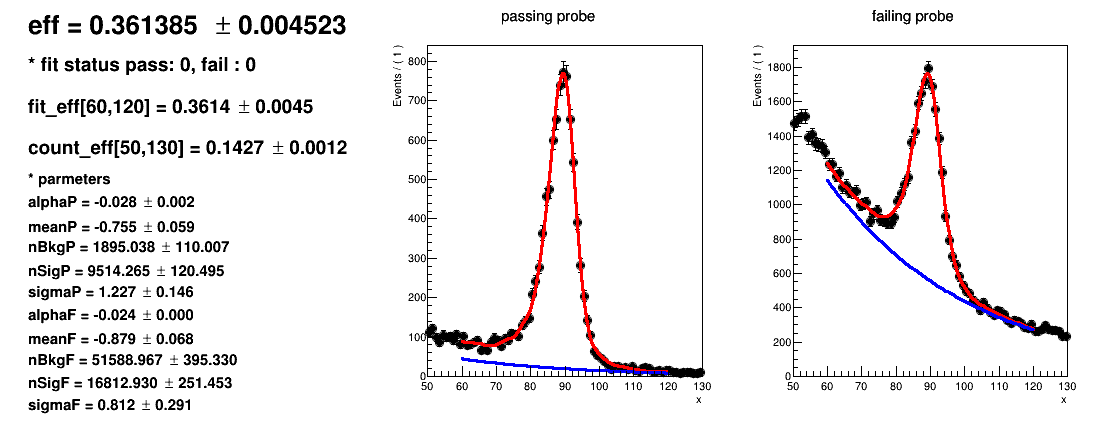 eff = 0.361385 ± 0.004523
* fit status pass: 0, fail : 0
fit_eff[60,120] = 0.3614 ± 0.0045
count_eff[50,130] = 0.1427 ± 0.0012
* parmeters
alphaP = -0.028 ± 0.002
meanP = -0.755 ± 0.059
nBkgP = 1895.038 ± 110.007
nSigP = 9514.265 ± 120.495
sigmaP = 1.227 ± 0.146
alphaF = -0.024 ± 0.000
meanF = -0.879 ± 0.068
nBkgF = 51588.967 ± 395.330
nSigF = 16812.930 ± 251.453
sigmaF = 0.812 ± 0.291
passing probe
Events / ( 1 )
800
700
600
500
400
300
200
100
0
50 60 70 80 90 100 110 120 130
x
failing probe
Events / ( 1 )
1800
1600
1400
1200
1000
800
600
400
200
0
50 60 70 80 90 100 110 120 130
x